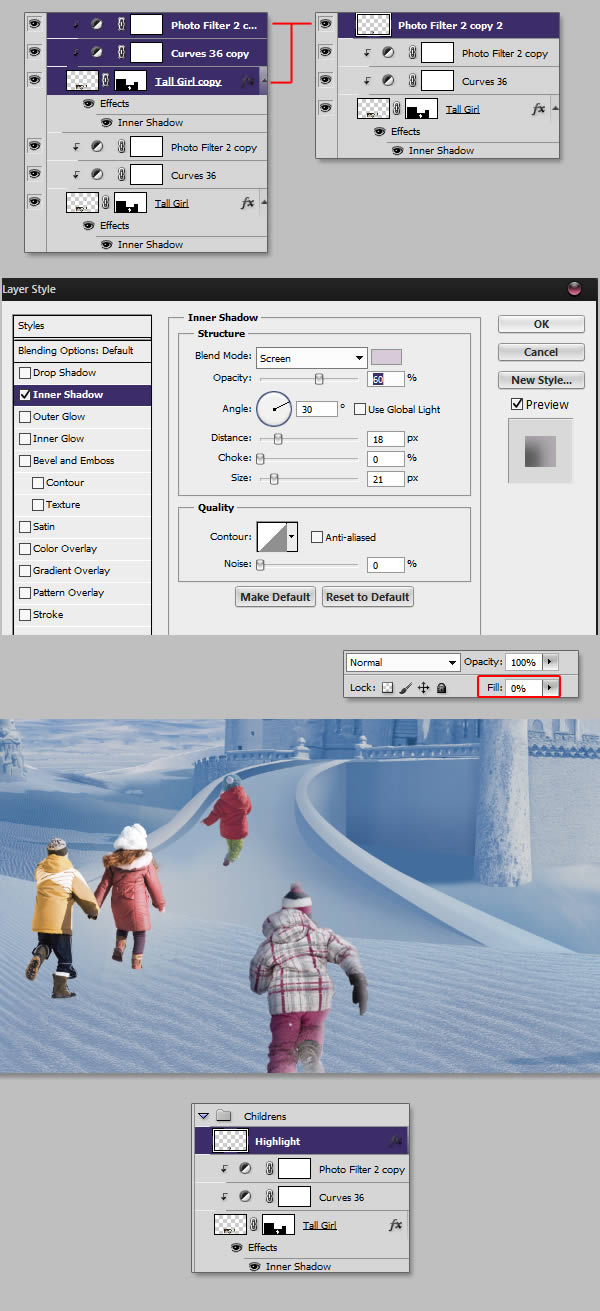 Photo Filter 2 c...
Curves 36 copy
Tall Girl copy fx
Effects
Inner Shadow
Photo Filter 2 copy
Curves 36
Tall Girl fx
Effects
Inner Shadow
Photo Filter 2 copy 2
Photo Filter 2 copy
Curves 36
Tall Girl fx
Effects
Inner Shadow
Layer Style
Styles
Blending Options: Default
Drop Shadow
Inner Shadow
Outer Glow
Inner Glow
Bevel and Emboss
Contour
Texture
Satin
Color Overlay
Gradient Overlay
Pattern Overlay
Stroke
Inner Shadow
Structure
Blend Mode: Screen
Opacity: 60 %
Angle: 30 ° Use Global Light
Distance: 18 px
Choke: 0 %
Size: 21 px
Quality
Contour: Anti-aliased
Noise: 0 %
Make Default Reset to Default
OK
Cancel
New Style...
Preview
Normal Opacity: 100%
Lock: Fill: 0%
Childrens
Highlight fx
Photo Filter 2 copy
Curves 36
Tall Girl fx
Effects
Inner Shadow